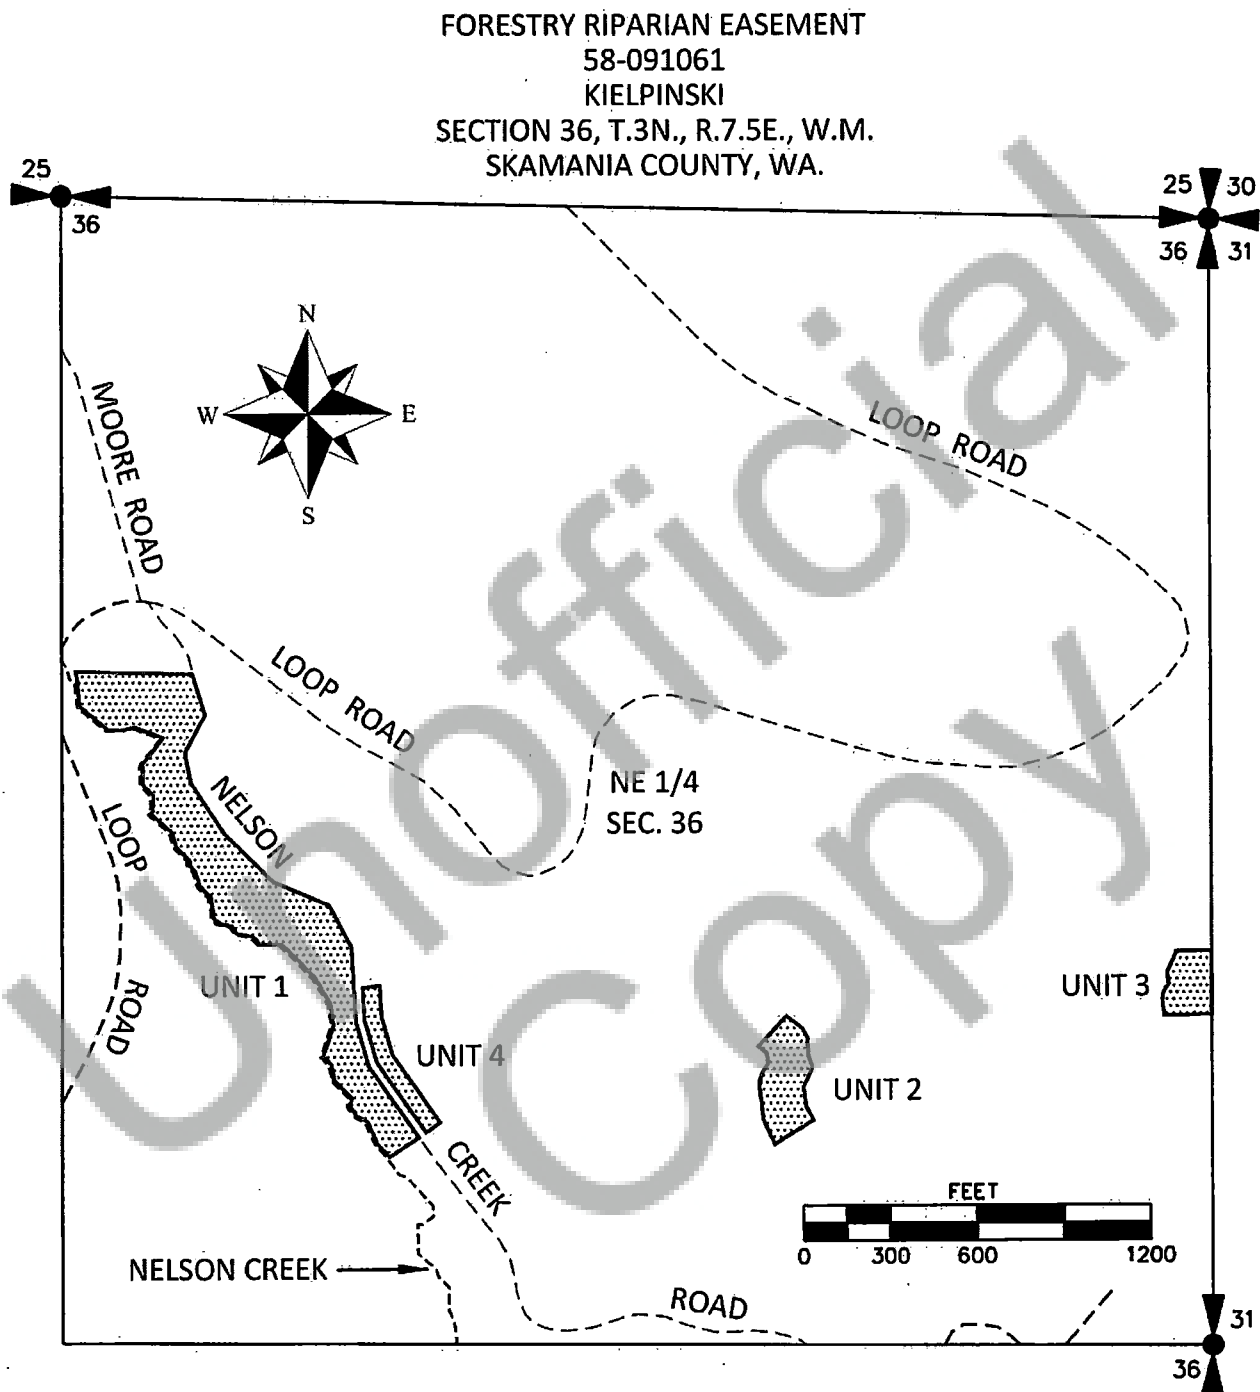 FORESTRY RIPARIAN EASEMENT
58-091061
KIELPINSKI
SECTION 36, T.3N., R.7.5E., W.M.
SKAMANIA COUNTY, WA.
25
36
25 30
36 31
N
W E
S
MOORE ROAD
LOOP ROAD
LOOP ROAD
NE 1/4
SEC. 36
LOOP ROAD
NELSON CREEK ROAD
UNIT 1
UNIT 4
UNIT 3
UNIT 2
FEET
0 300 600 1200
NELSON CREEK
31
36
Unofficial
Copy